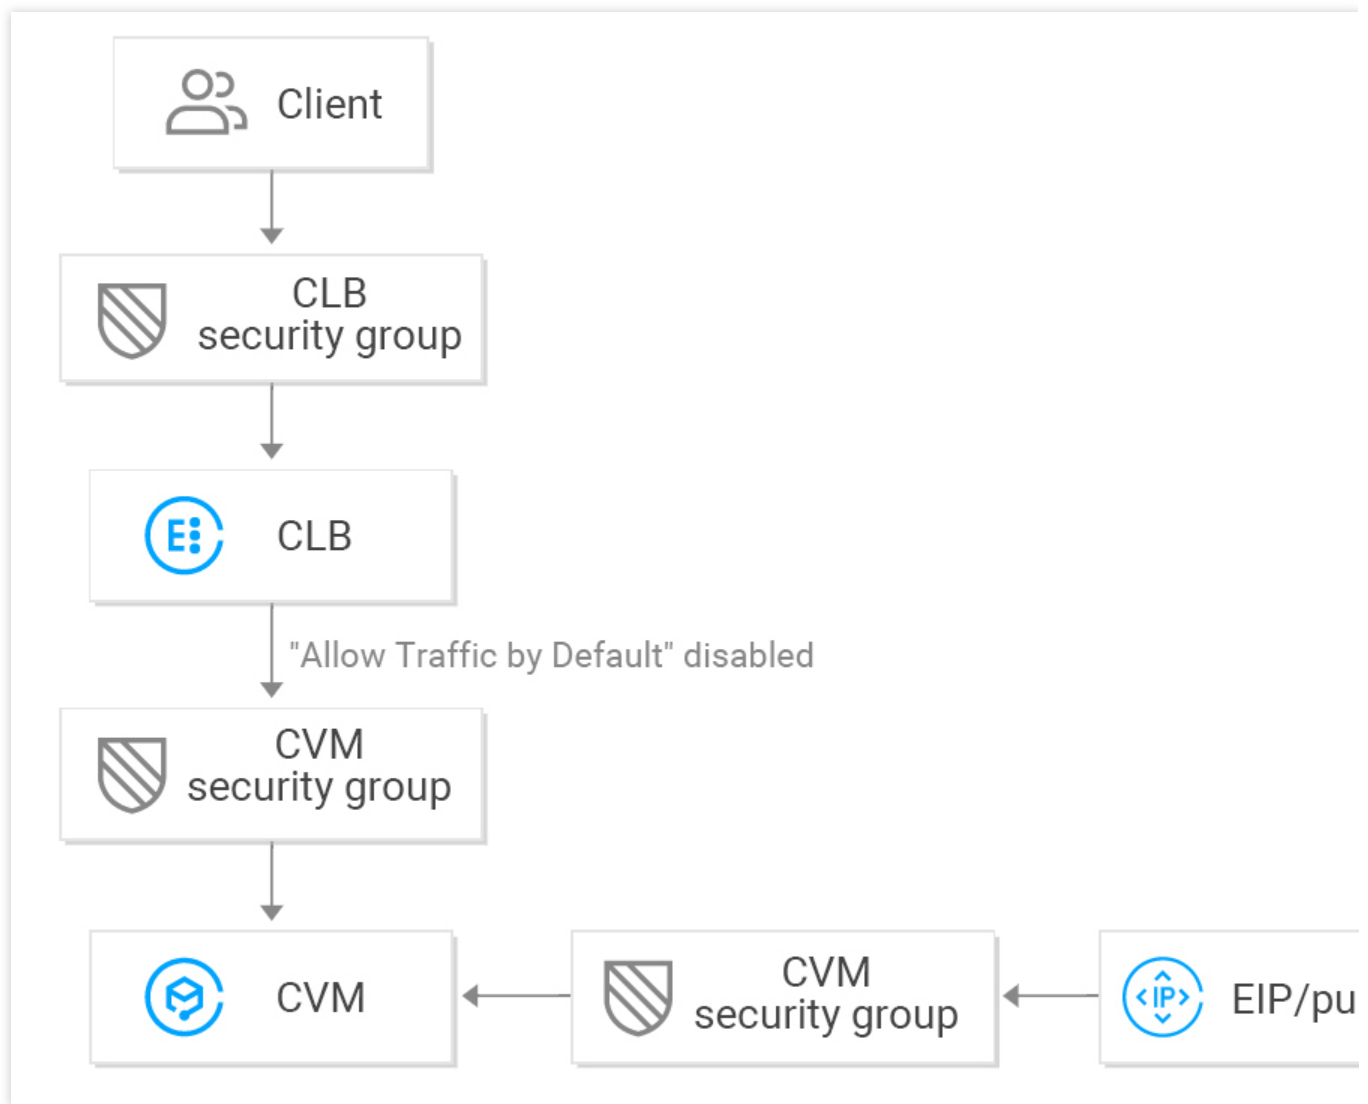 Client
CLB
security group
CLB
"Allow Traffic by Default" disabled
CVM
security group
CVM
CVM
security group
IP
EIP/pu